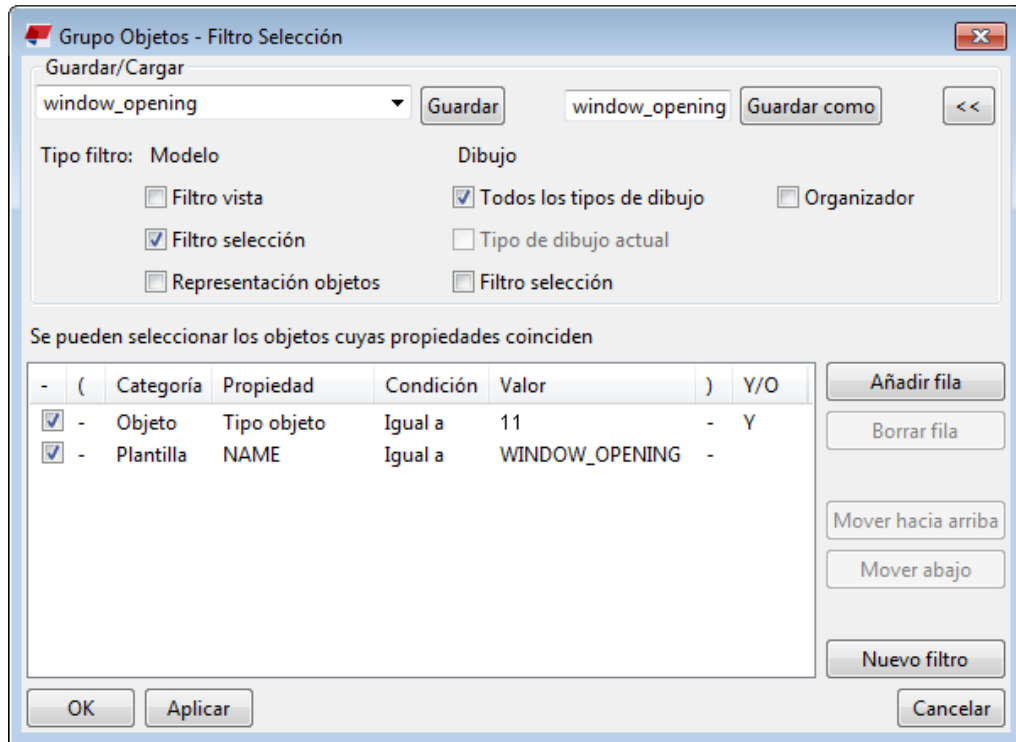 Grupo Objetos - Filtro Selección
Guardar/Cargar
window_opening Guardar window_opening Guardar como <<
Tipo filtro: Modelo Dibujo
Filtro vista Todos los tipos de dibujo Organizador
Filtro selección Tipo de dibujo actual
Representación objetos Filtro selección
Se pueden seleccionar los objetos cuyas propiedades coinciden
- ( Categoría Propiedad Condición Valor ) Y/O Añadir fila
- Objeto Tipo objeto Igual a 11 - Y
Borrar fila
- Plantilla NAME Igual a WINDOW_OPENING -
Mover hacia arriba
Mover abajo
Nuevo filtro
OK Aplicar Cancelar